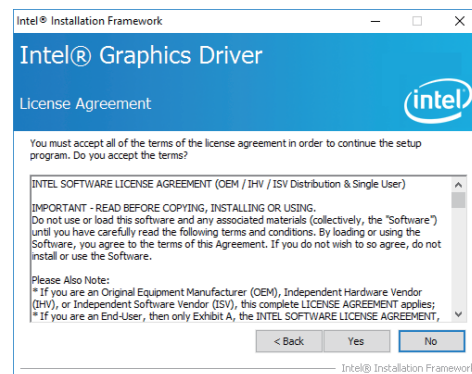 Intel® Installation Framework
Intel® Graphics Driver
License Agreement
intel
You must accept all of the terms of the license agreement in order to continue the setup
program. Do you accept the terms?
INTEL SOFTWARE LICENSE AGREEMENT (OEM / IHV / ISV Distribution & Single User)
IMPORTANT - READ BEFORE COPYING, INSTALLING OR USING.
Do not use or load this software and any associated materials (collectively, the "Software")
until you have carefully read the following terms and conditions. By loading or using the
Software, you agree to the terms of this Agreement. If you do not wish to so agree, do not
install or use the Software.
Please Also Note:
* If you are an Original Equipment Manufacturer (OEM), Independent Hardware Vendor
(IHV), or Independent Software Vendor (ISV), this complete LICENSE AGREEMENT applies;
* If you are an End-User, then only Exhibit A, the INTEL SOFTWARE LICENSE AGREEMENT,
< Back Yes No
Intel® Installation Framework